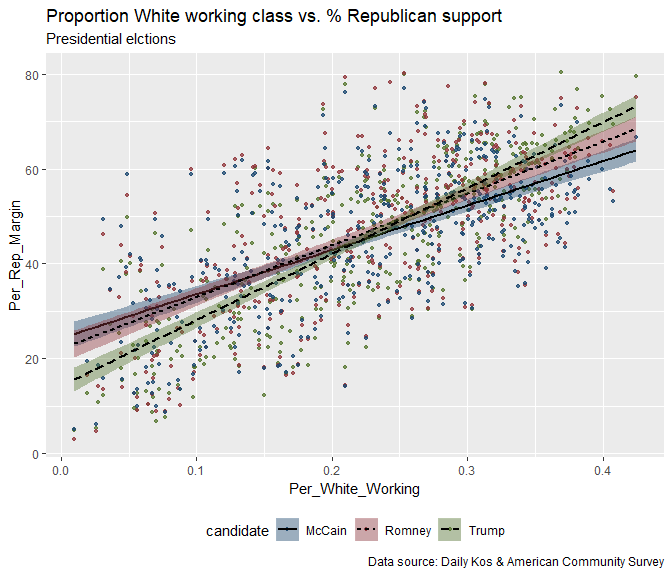 Proportion White working class vs. % Republican support
Presidential elctions
80
60
40
20
0
Per_Rep_Margin
0.0 0.1 0.2 0.3 0.4
Per_White_Working
candidate McCain Romney Trump
Data source: Daily Kos & American Community Survey